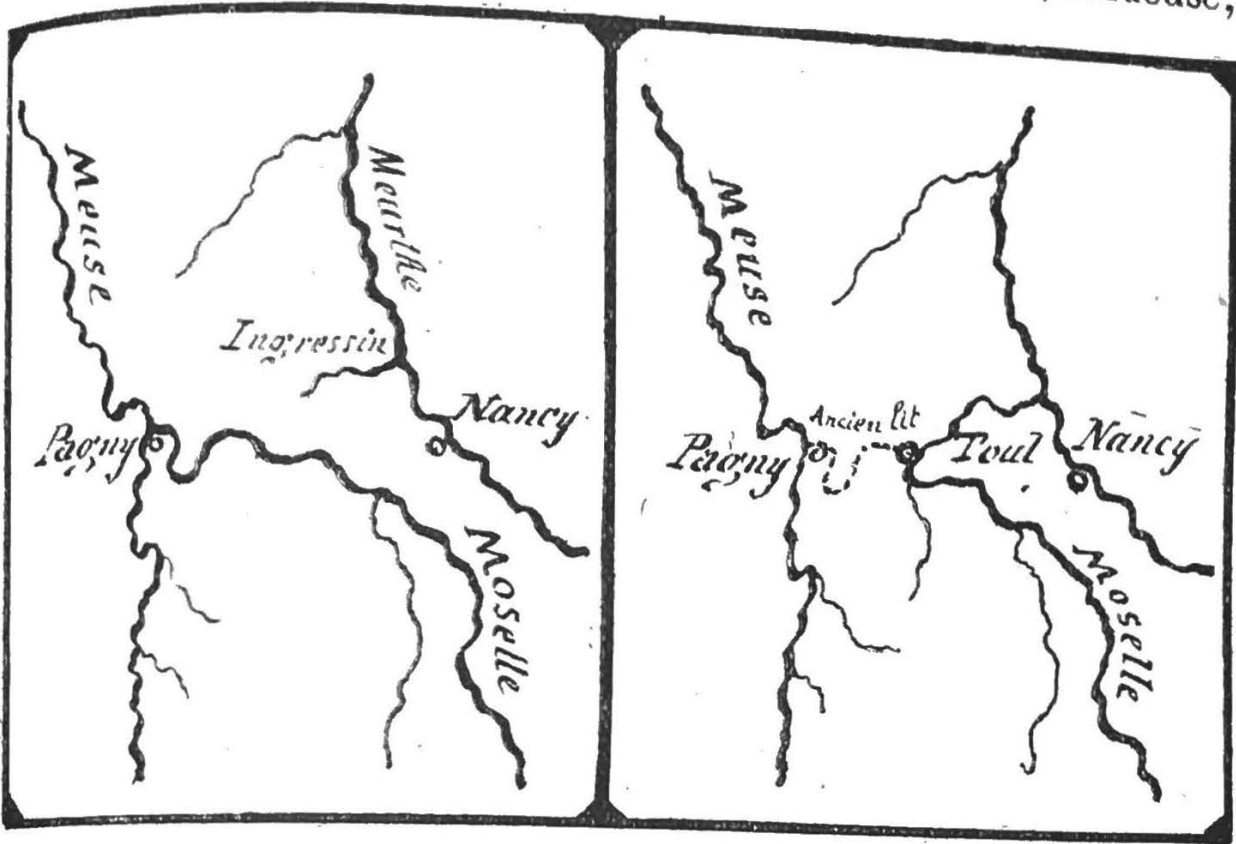 Meuse
Meurthe
Ingressin
Nancy
Pagny
Moselle
Meuse
Ancien lit
Pagny
Toul
Nancy
Moselle